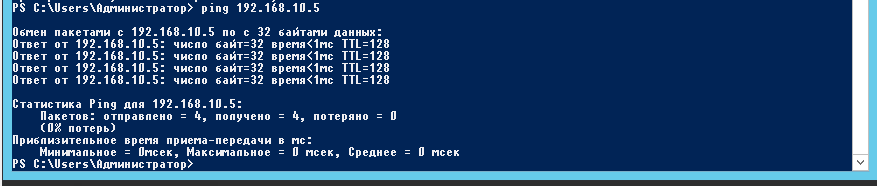 PS C:\Users\Администратор> ping 192.168.10.5
Обмен пакетами с 192.168.10.5 по с 32 байтами данных:
Ответ от 192.168.10.5: число байт=32 время<1мс TTL=128
Ответ от 192.168.10.5: число байт=32 время<1мс TTL=128
Ответ от 192.168.10.5: число байт=32 время<1мс TTL=128
Ответ от 192.168.10.5: число байт=32 время<1мс TTL=128
Статистика Ping для 192.168.10.5:
Пакетов: отправлено = 4, получено = 4, потеряно = 0
(0% потерь)
Приблизительное время приема-передачи в мс:
Минимальное = 0мсек, Максимальное = 0 мсек, Среднее = 0 мсек
PS C:\Users\Администратор>